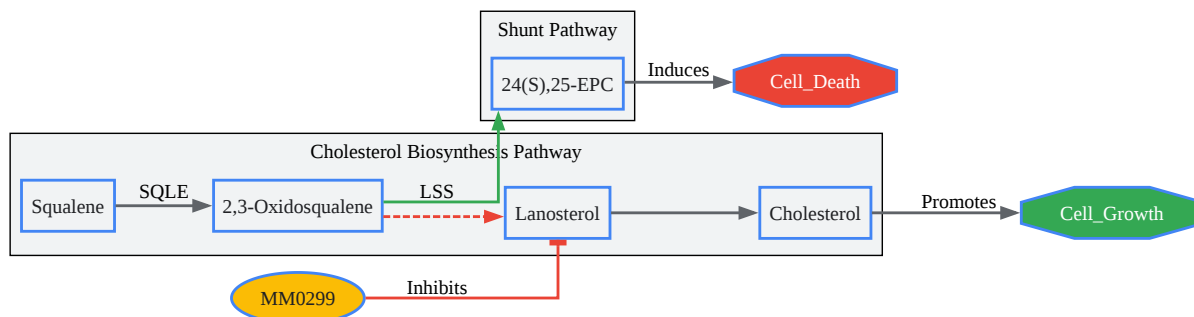 Shunt Pathway
24(S),25-EPC
Induces
Cell_Death
Cholesterol Biosynthesis Pathway
Squalene
SQLE
2,3-Oxidosqualene
LSS
Lanosterol
Cholesterol
Promotes
Cell_Growth
MM0299
Inhibits